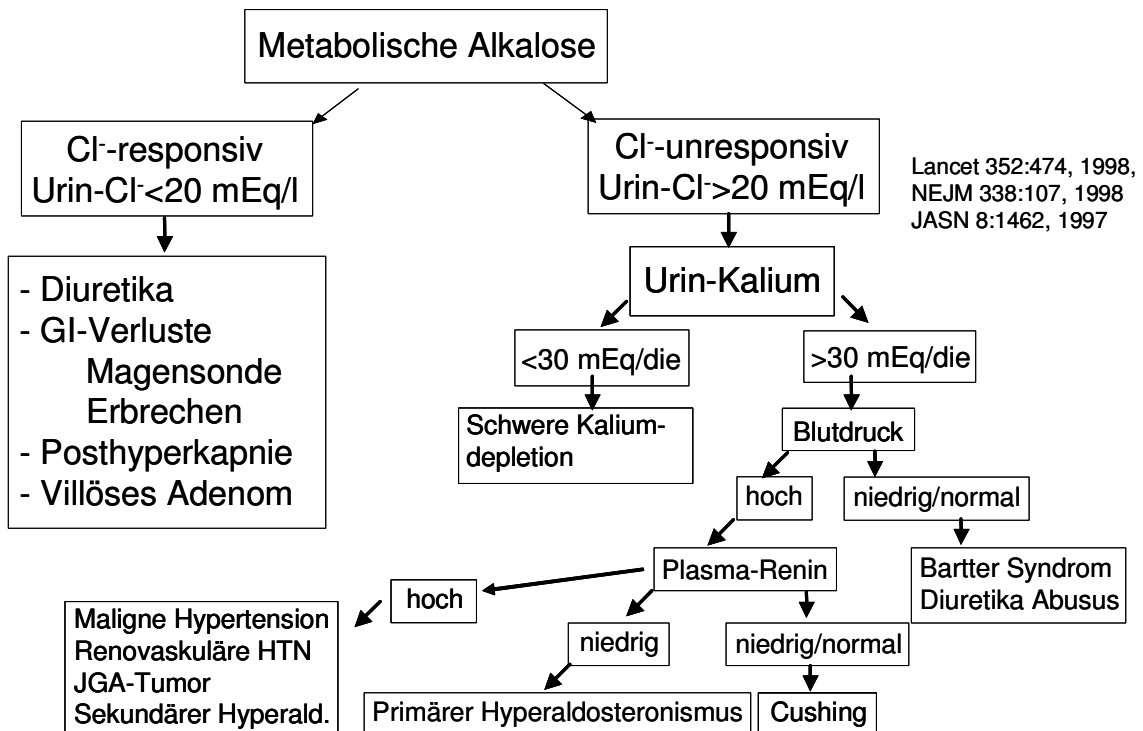 Metabolische Alkalose
Cl⁻-responsiv
Urin-Cl⁻<20 mEq/l
Cl⁻-unresponsiv
Urin-Cl⁻>20 mEq/l
Lancet 352:474, 1998,
NEJM 338:107, 1998
JASN 8:1462, 1997
- Diuretika
- GI-Verluste
Magensonde
Erbrechen
- Posthyperkapnie
- Villöses Adenom
Urin-Kalium
<30 mEq/die
>30 mEq/die
Schwere Kalium-
depletion
Blutdruck
hoch
niedrig/normal
Plasma-Renin
Bartter Syndrom
Diuretika Abusus
hoch
niedrig
niedrig/normal
Maligne Hypertension
Renovaskuläre HTN
JGA-Tumor
Sekundärer Hyperald.
Primärer Hyperaldosteronismus
Cushing